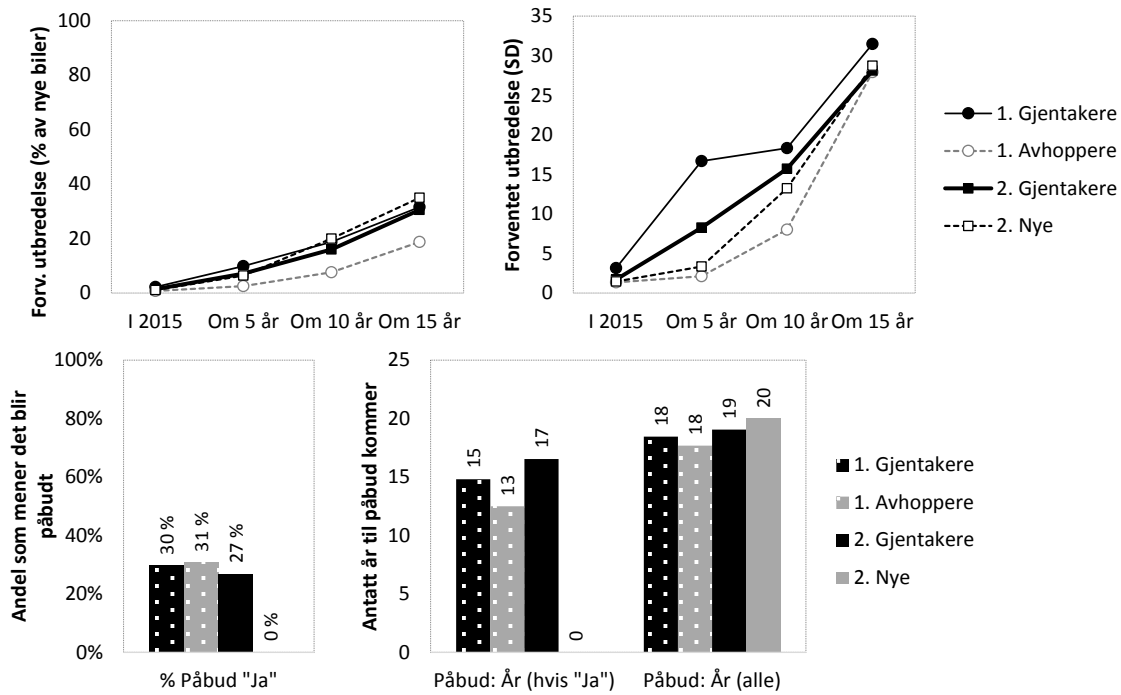 Forv. utbredelse (% av nye biler)
100
80
60
40
20
0
I 2015 Om 5 år Om 10 år Om 15 år
Forventet utbredelse (SD)
35
30
25
20
15
10
5
0
I 2015 Om 5 år Om 10 år Om 15 år
1. Gjentakere
1. Avhoppere
2. Gjentakere
2. Nye
Andel som mener det blir
påbudt
100%
80%
60%
40%
20%
0%
30 %
31 %
27 %
0 %
% Påbud "Ja"
Antatt år til påbud kommer
25
20
15
10
5
0
15
13
17
0
18
18
19
20
Påbud: År (hvis "Ja") Påbud: År (alle)
1. Gjentakere
1. Avhoppere
2. Gjentakere
2. Nye